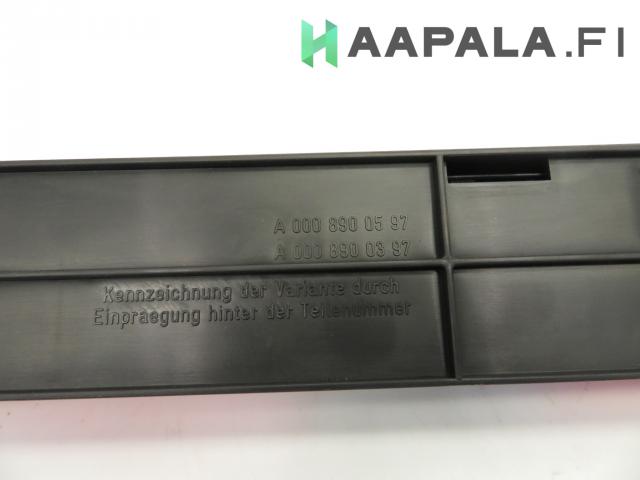 HAAPALA.FI
A 000 890 05 97
A 000 890 03 97
Kennzeichnung der Variante durch
Einpraegung hinter der Teilenummer